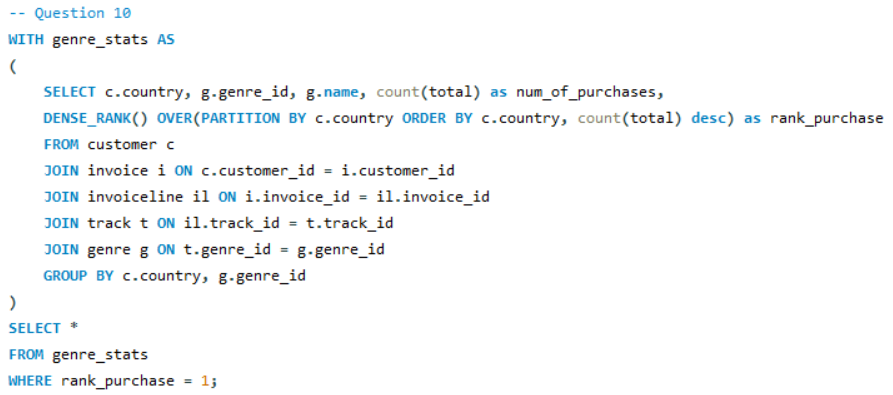 -- Question 10
WITH genre_stats AS
(
SELECT c.country, g.genre_id, g.name, count(total) as num_of_purchases,
DENSE_RANK() OVER(PARTITION BY c.country ORDER BY c.country, count(total) desc) as rank_purchase
FROM customer c
JOIN invoice i ON c.customer_id = i.customer_id
JOIN invoiceline il ON i.invoice_id = il.invoice_id
JOIN track t ON il.track_id = t.track_id
JOIN genre g ON t.genre_id = g.genre_id
GROUP BY c.country, g.genre_id
)
SELECT *
FROM genre_stats
WHERE rank_purchase = 1;